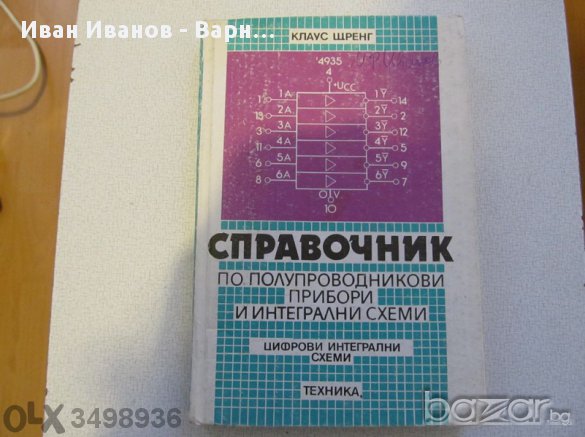 Иван Иванов - Варн...
КЛАУС ЩРЕНГ
4935
4
+UCC
1 1A 1Y̅ 14
13 2A 2Y̅ 2
3 3A 3Y̅ 12
11 4A 4Y̅ 5
6 5A 5Y̅ 9
8 6A 6Y̅ 7
O⊥V
10
СПРАВОЧНИК
ПО ПОЛУПРОВОДНИКОВИ
ПРИБОРИ
И ИНТЕГРАЛНИ СХЕМИ
ЦИФРОВИ ИНТЕГРАЛНИ
СХЕМИ
ТЕХНИКА
OLX 3498936
bazar.bg